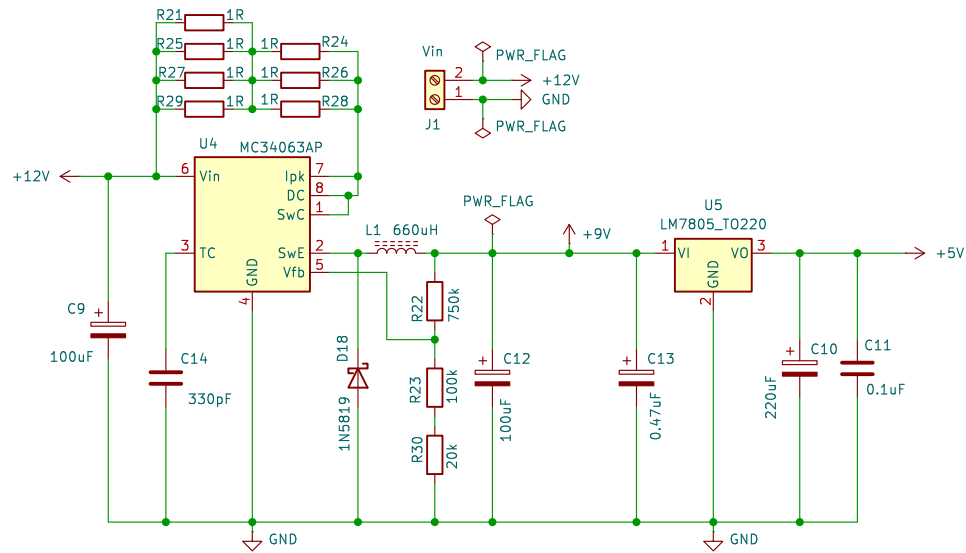 R21 1R
R25 1R 1R R24
R27 1R 1R R26
R29 1R 1R R28
Vin
PWR_FLAG
2 +12V
1 GND
J1 PWR_FLAG
U4 MC34063AP
+12V 6 Vin Ipk 7
DC 8
SwC 1
3 TC SwE 2
Vfb 5
GND
4
L1 660uH
PWR_FLAG
+9V
U5
LM7805_TO220
1 VI VO 3
GND
2
+5V
C9 +
100uF
C14
330pF
D18
1N5819
R22
750k
R23
100k
R30
20k
+ C12
100uF
+ C13
0.47uF
+ C10
220uF
C11
0.1uF
GND
GND